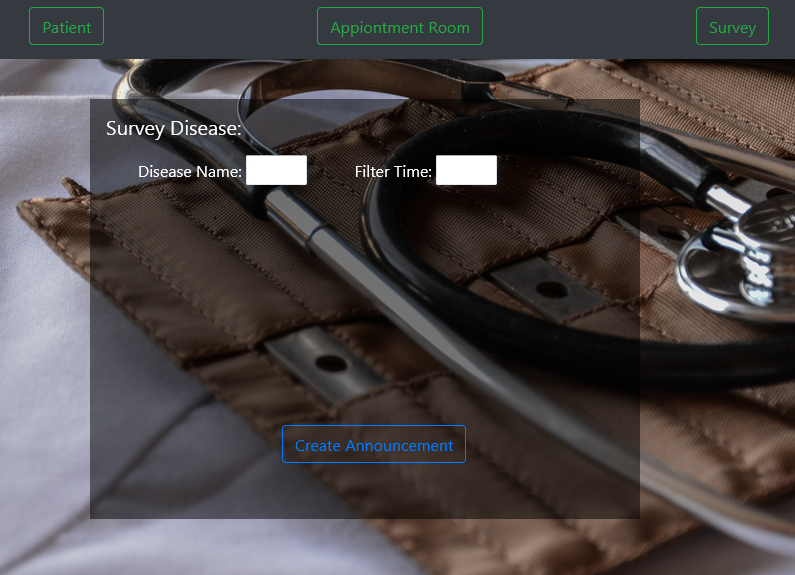 Patient Appiontment Room Survey
Survey Disease:
Disease Name: Filter Time:
Create Announcement